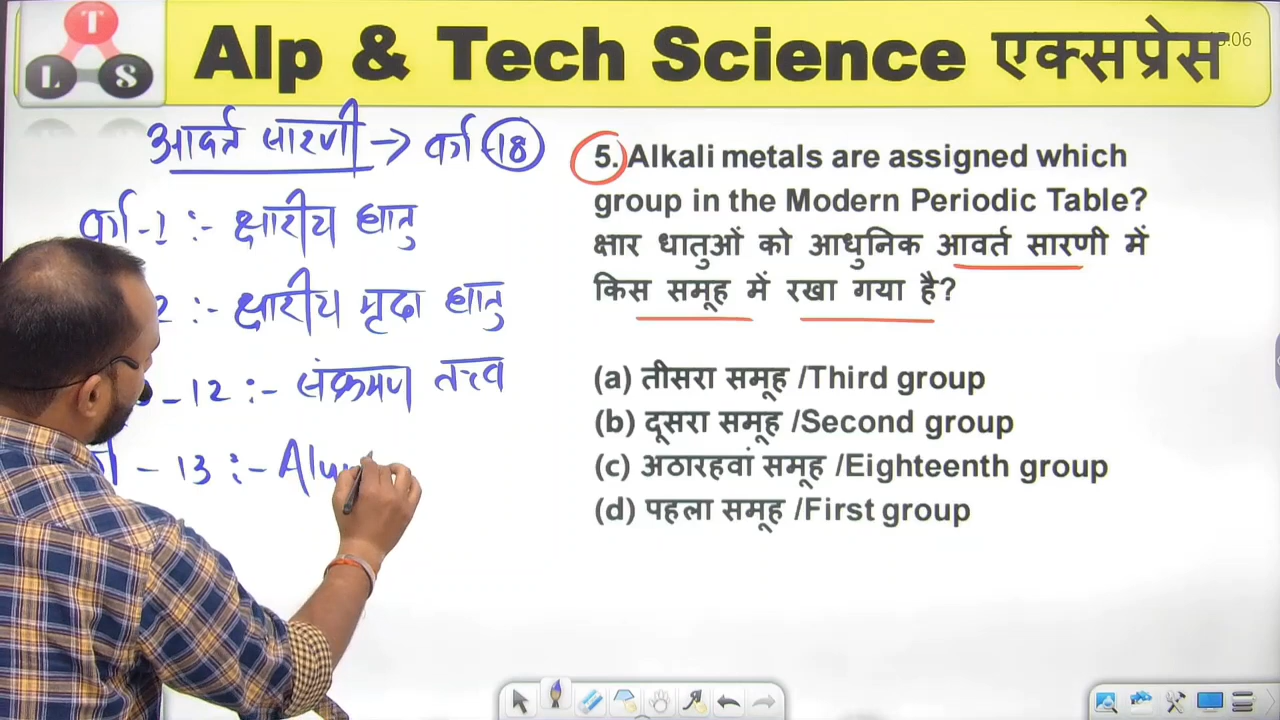 T
L S
Alp & Tech Science एक्सप्रेस
आवर्त सारणी → वर्ग 18
वर्ग-1 :- क्षारीय धातु
2 :- क्षारीय मृदा धातु
-12 :- संक्रमण तत्त्व
- 13 :- Alum
5. Alkali metals are assigned which
group in the Modern Periodic Table?
क्षार धातुओं को आधुनिक आवर्त सारणी में
किस समूह में रखा गया है?
(a) तीसरा समूह /Third group
(b) दूसरा समूह /Second group
(c) अठारहवां समूह /Eighteenth group
(d) पहला समूह /First group